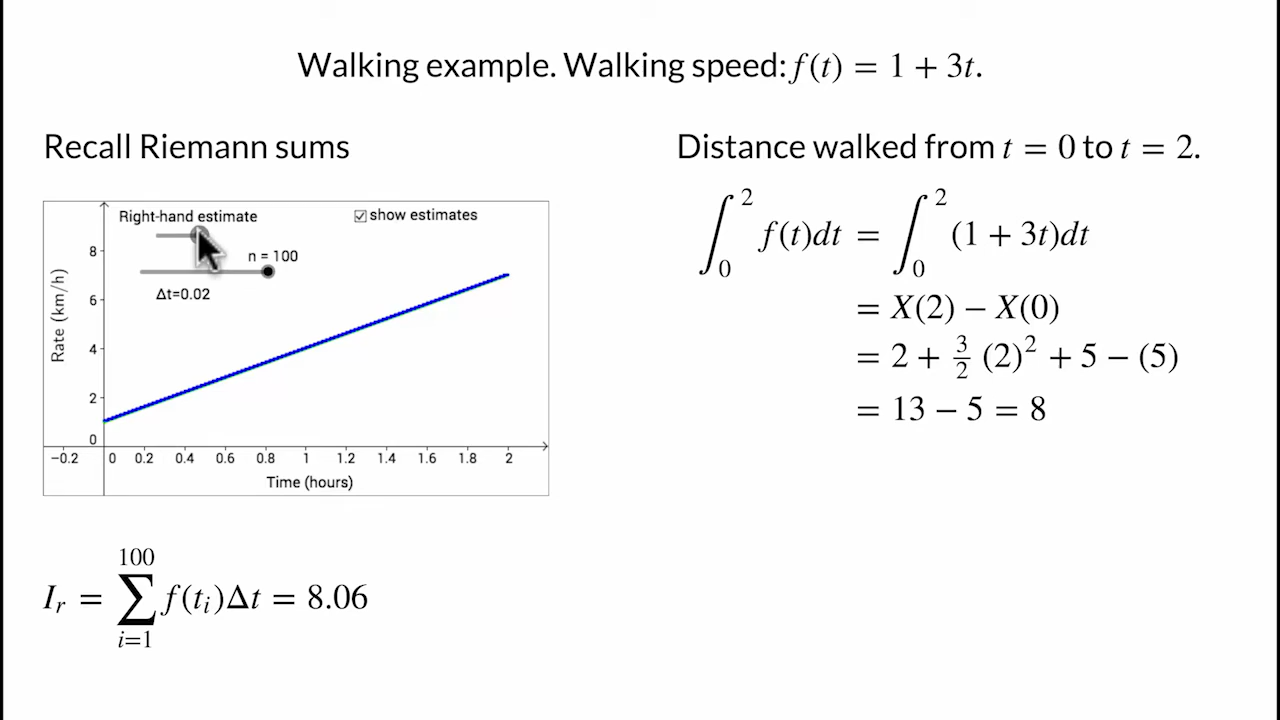 Walking example. Walking speed: f(t) = 1 + 3t.
Recall Riemann sums
Right-hand estimate
show estimates
n = 100
Δt=0.02
Rate (km/h)
8
6
4
2
0
−0.2 0 0.2 0.4 0.6 0.8 1 1.2 1.4 1.6 1.8 2
Time (hours)
I_r = ∑_{i=1}^{100} f(t_i)Δt = 8.06
Distance walked from t = 0 to t = 2.
∫_0^2 f(t)dt = ∫_0^2 (1 + 3t)dt
= X(2) − X(0)
= 2 + 3/2 (2)² + 5 − (5)
= 13 − 5 = 8